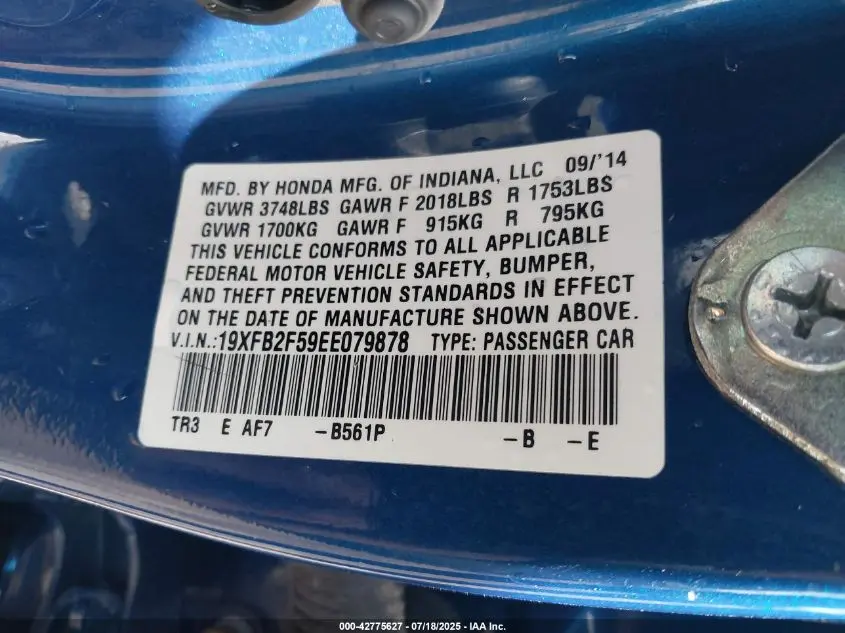 MFD. BY HONDA MFG. OF INDIANA, LLC 09/'14
GVWR 3748LBS GAWR F 2018LBS R 1753LBS
GVWR 1700KG GAWR F 915KG R 795KG
THIS VEHICLE CONFORMS TO ALL APPLICABLE
FEDERAL MOTOR VEHICLE SAFETY, BUMPER,
AND THEFT PREVENTION STANDARDS IN EFFECT
ON THE DATE OF MANUFACTURE SHOWN ABOVE.
V.I.N.:19XFB2F59EE079878 TYPE: PASSENGER CAR
TR3 E AF7 -B561P -B -E
000-42775627 | 07/18/2025 - IAA Inc.